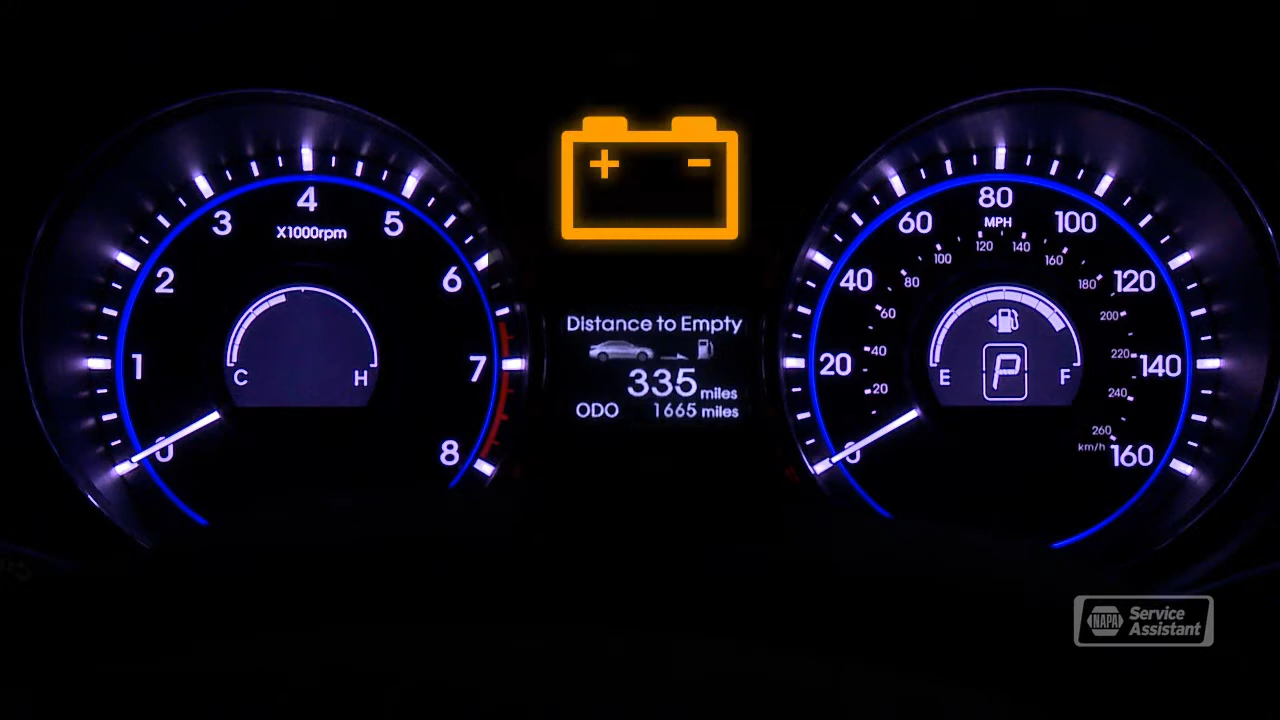 4
3
5
X1000rpm
2
6
1
7
0
8
C
H
+ -
Distance to Empty
335 miles
ODO 1665 miles
80
MPH
60
100
40
120
20
140
0
160
120
140
100
160
80
180
60
200
40
220
20
240
260
km/h
P
E
F
NAPA
Service
Assistant